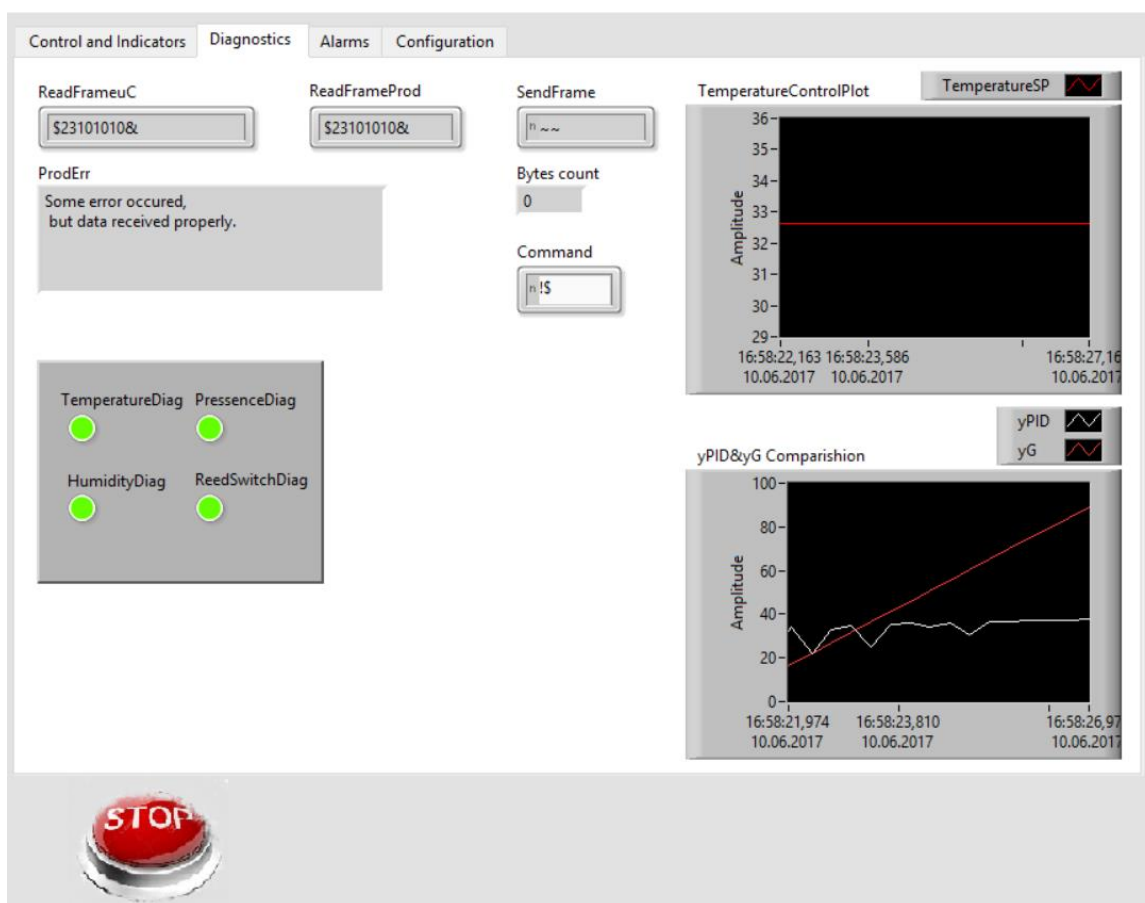 Control and Indicators
Diagnostics
Alarms
Configuration
ReadFrameuC
$23101010&
ReadFrameProd
$23101010&
SendFrame
n ~~
ProdErr
Some error occured,
but data received properly.
Bytes count
0
Command
n !$
TemperatureDiag
PressenceDiag
HumidityDiag
ReedSwitchDiag
TemperatureControlPlot
TemperatureSP
Amplitude
36
35
34
33
32
31
30
29
16:58:22,163 16:58:23,586 16:58:27,16
10.06.2017 10.06.2017 10.06.2017
yPID&yG Comparishion
yPID
yG
Amplitude
100
80
60
40
20
0
16:58:21,974 16:58:23,810 16:58:26,97
10.06.2017 10.06.2017 10.06.2017
STOP